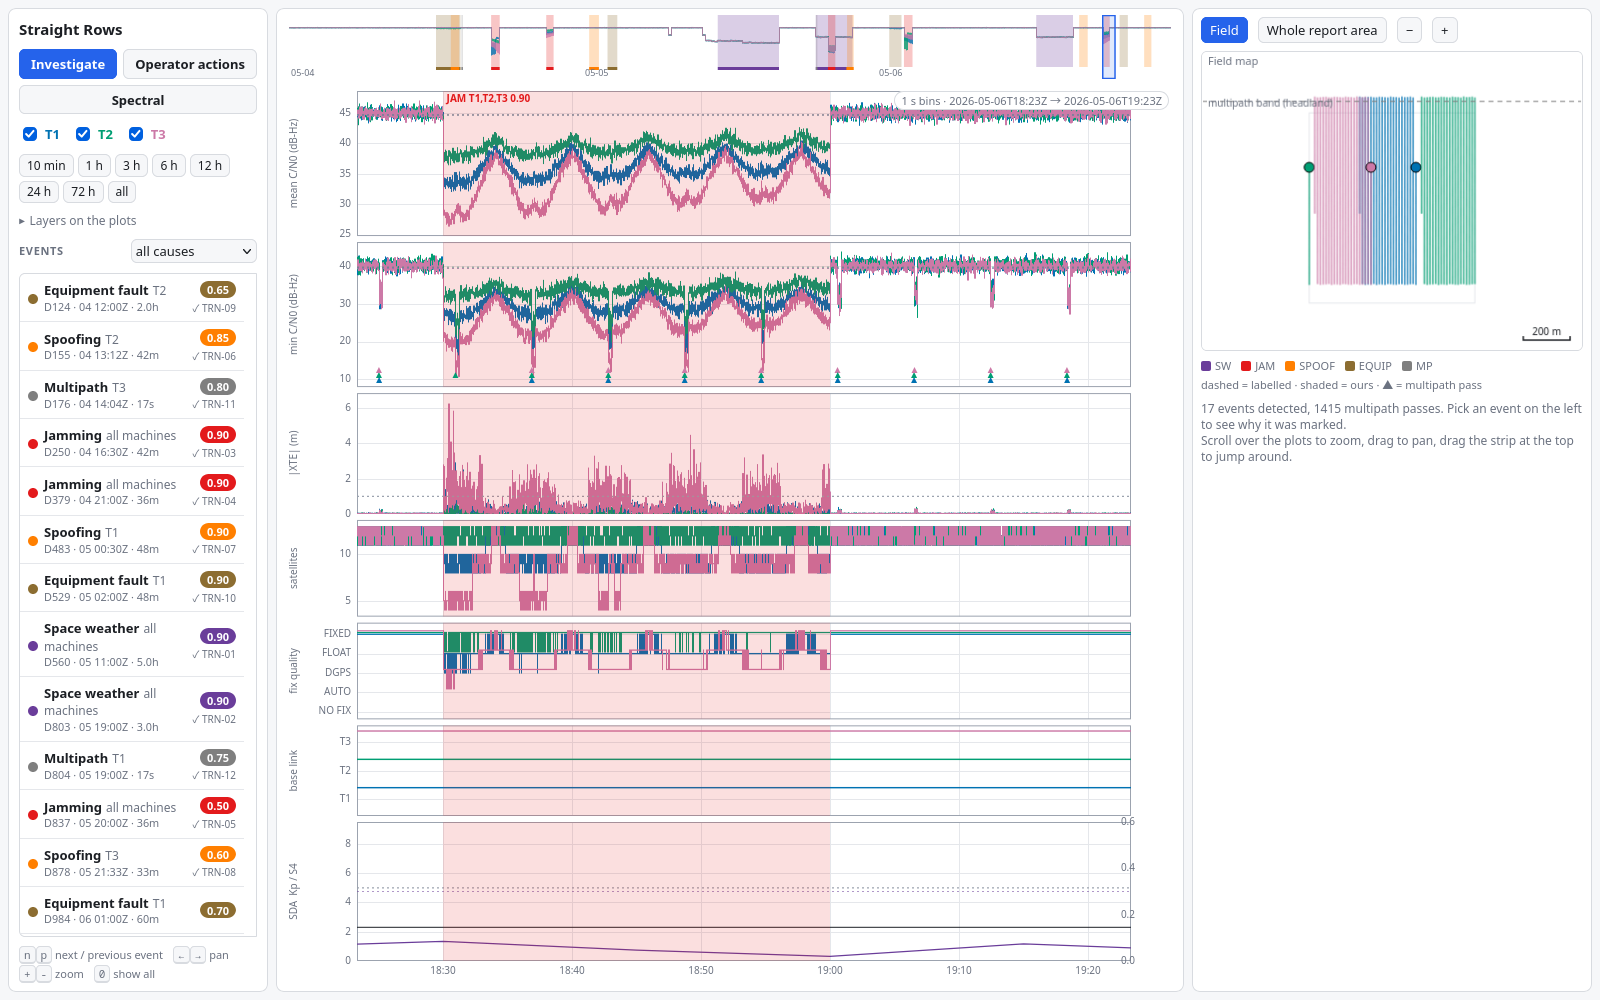 Straight Rows
Investigate
Operator actions
Spectral
T1
T2
T3
10 min
1 h
3 h
6 h
12 h
24 h
72 h
all
▸ Layers on the plots
EVENTS
all causes
Equipment fault T2
0.65
D124 · 04 12:00Z · 2.0h
✓ TRN-09
Spoofing T2
0.85
D155 · 04 13:12Z · 42m
✓ TRN-06
Multipath T3
0.80
D176 · 04 14:04Z · 17s
✓ TRN-11
Jamming all machines
0.90
D250 · 04 16:30Z · 42m
✓ TRN-03
Jamming all machines
0.90
D379 · 04 21:00Z · 36m
✓ TRN-04
Spoofing T1
0.90
D483 · 05 00:30Z · 48m
✓ TRN-07
Equipment fault T1
0.90
D529 · 05 02:00Z · 48m
✓ TRN-10
Space weather all
machines
0.90
D560 · 05 11:00Z · 5.0h
✓ TRN-01
Space weather all
machines
0.90
D803 · 05 19:00Z · 3.0h
✓ TRN-02
Multipath T1
0.75
D804 · 05 19:00Z · 17s
✓ TRN-12
Jamming all machines
0.50
D837 · 05 20:00Z · 36m
✓ TRN-05
Spoofing T3
0.60
D878 · 05 21:33Z · 33m
✓ TRN-08
Equipment fault T1
0.70
D984 · 06 01:00Z · 60m
n p next / previous event ← → pan
+ - zoom 0 show all
05-04
05-05
05-06
JAM T1,T2,T3 0.90
1 s bins · 2026-05-06T18:23Z → 2026-05-06T19:23Z
mean C/N0 (dB-Hz)
45
40
35
30
25
min C/N0 (dB-Hz)
40
30
20
10
|XTE| (m)
6
4
2
0
satellites
10
5
fix quality
FIXED
FLOAT
DGPS
AUTO
NO FIX
base link
T3
T2
T1
SDA Kp / S4
8
6
4
2
0
0.6
0.4
0.2
0.0
18:30
18:40
18:50
19:00
19:10
19:20
Field
Whole report area
−
+
Field map
multipath band (headland)
200 m
SW
JAM
SPOOF
EQUIP
MP
dashed = labelled · shaded = ours · ▲ = multipath pass
17 events detected, 1415 multipath passes. Pick an event on the left
to see why it was marked.
Scroll over the plots to zoom, drag to pan, drag the strip at the top
to jump around.